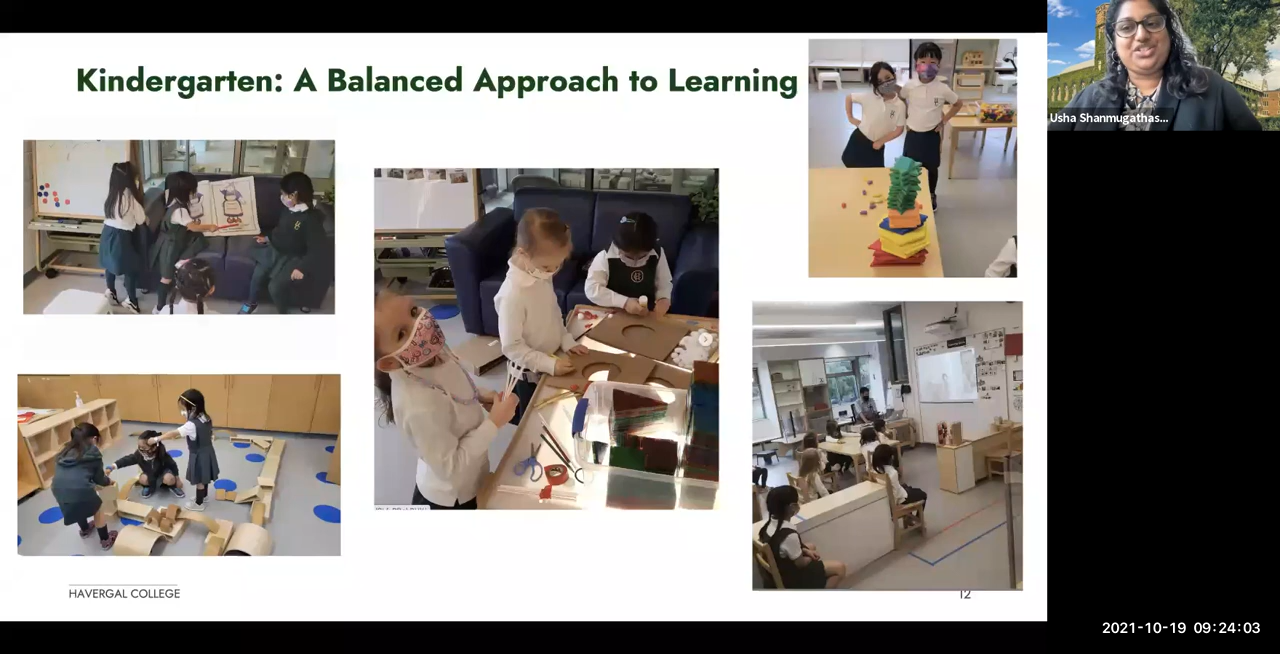 Kindergarten: A Balanced Approach to Learning
Usha Shanmugathas...
HAVERGAL COLLEGE
12
2021-10-19 09:24:03